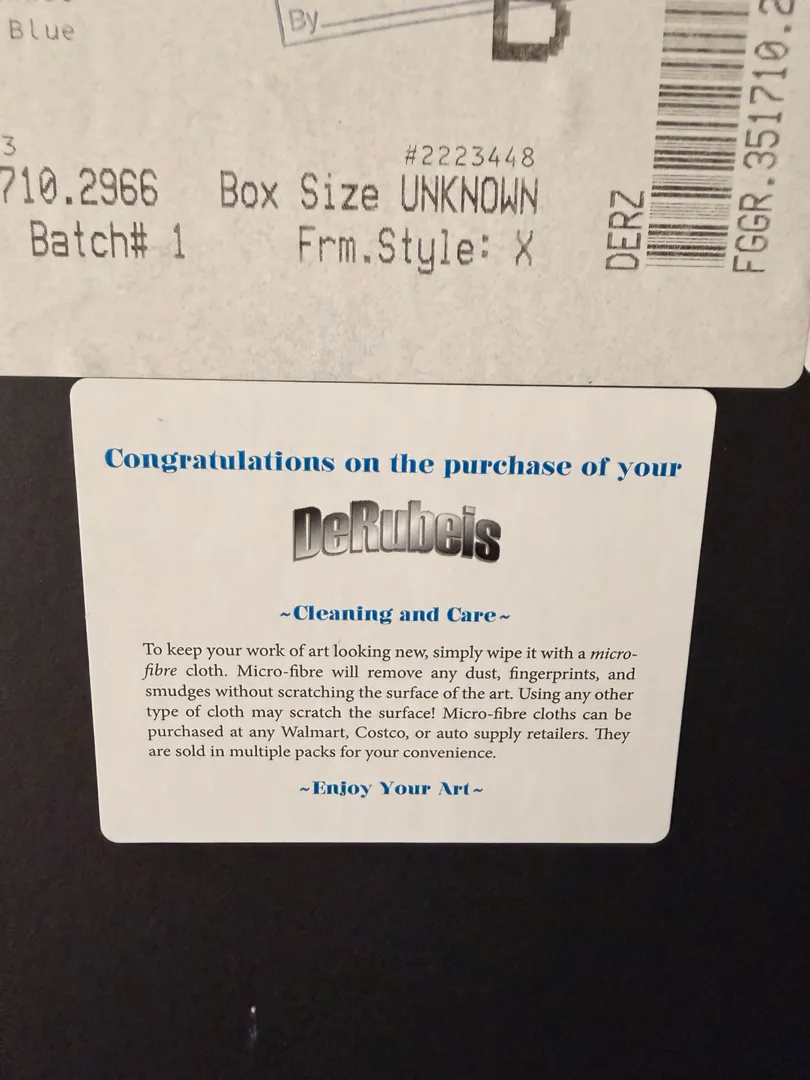 Blue
By
D
3
#2223448
710.2966 Box Size UNKNOWN
Batch# 1 Frm.Style: X
DERZ
FGGR.351710.2
Congratulations on the purchase of your
DeRubeis
~Cleaning and Care~
To keep your work of art looking new, simply wipe it with a micro-
fibre cloth. Micro-fibre will remove any dust, fingerprints, and
smudges without scratching the surface of the art. Using any other
type of cloth may scratch the surface! Micro-fibre cloths can be
purchased at any Walmart, Costco, or auto supply retailers. They
are sold in multiple packs for your convenience.
~Enjoy Your Art~